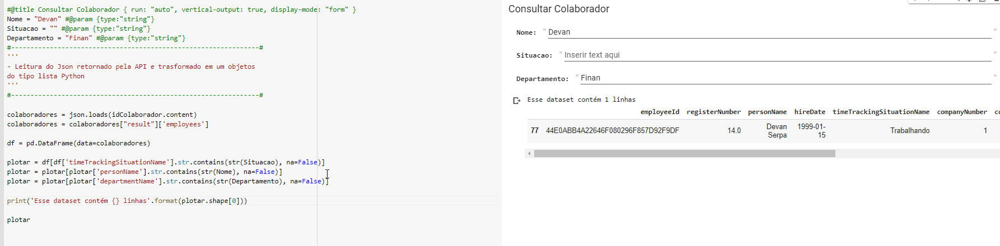 #@title Consultar Colaborador { run: "auto", vertical-output: true, display-mode: "form" }
Nome = "Devan" #@param {type:"string"}
Situacao = "" #@param {type:"string"}
Departamento = "Finan" #@param {type:"string"}
#----------------------------------------------------------------#
'''
- Leitura do Json retornado pela API e trasformado em um objetos
do tipo lista Python
'''
#----------------------------------------------------------------#
colaboradores = json.loads(idColaborador.content)
colaboradores = colaboradores["result"]['employees']
df = pd.DataFrame(data=colaboradores)
plotar = df[df['timeTrackingSituationName'].str.contains(str(Situacao), na=False)]
plotar = plotar[plotar['personName'].str.contains(str(Nome), na=False)]
plotar = plotar[plotar['departmentName'].str.contains(str(Departamento), na=False)]
print('Esse dataset contém {} linhas'.format(plotar.shape[0]))
plotar
Consultar Colaborador
Nome: " Devan "
Situacao: " Inserir text aqui "
Departamento: " Finan "
Esse dataset contém 1 linhas
employeeId registerNumber personName hireDate timeTrackingSituationName companyNumber
77 44E0ABB4A22646F080296F857D92F9DF 14.0 Devan Serpa 1999-01-15 Trabalhando 1